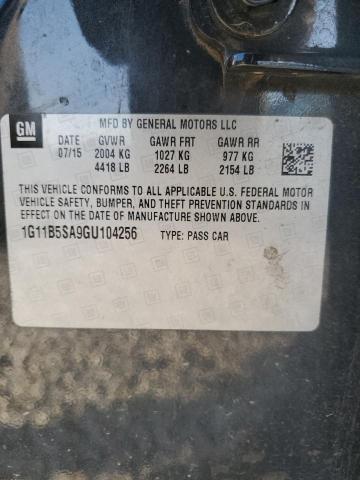 GM MFD BY GENERAL MOTORS LLC
DATE GVWR GAWR FRT GAWR RR
07/15 2004 KG 1027 KG 977 KG
4418 LB 2264 LB 2154 LB
THIS VEHICLE CONFORMS TO ALL APPLICABLE U.S. FEDERAL MOTOR
VEHICLE SAFETY, BUMPER, AND THEFT PREVENTION STANDARDS
IN EFFECT ON THE DATE OF MANUFACTURE SHOWN ABOVE.
1G11B5SA9GU104256 TYPE: PASS CAR